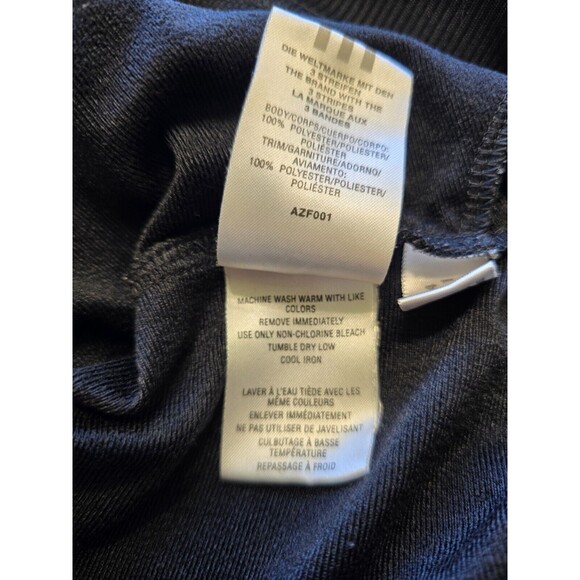 DIE WELTMARKE MIT DEN
3 STREIFEN
THE BRAND WITH THE
3 STRIPES
LA MARQUE AUX
3 BANDES
BODY/CORPS/CUERPO/CORPO:
100% POLYESTER/POLIESTER/
POLIÉSTER
TRIM/GARNITURE/ADORNO/
AVIAMENTO:
100% POLYESTER/POLIESTER/
POLIÉSTER
AZF001
MACHINE WASH WARM WITH LIKE
COLORS
REMOVE IMMEDIATELY
USE ONLY NON-CHLORINE BLEACH
TUMBLE DRY LOW
COOL IRON
LAVER À L'EAU TIÈDE AVEC LES
MÊME COULEURS
ENLEVER IMMÉDIATEMENT
NE PAS UTILISER DE JAVELISANT
CULBUTAGE À BASSE
TEMPÉRATURE
REPASSAGE À FROID